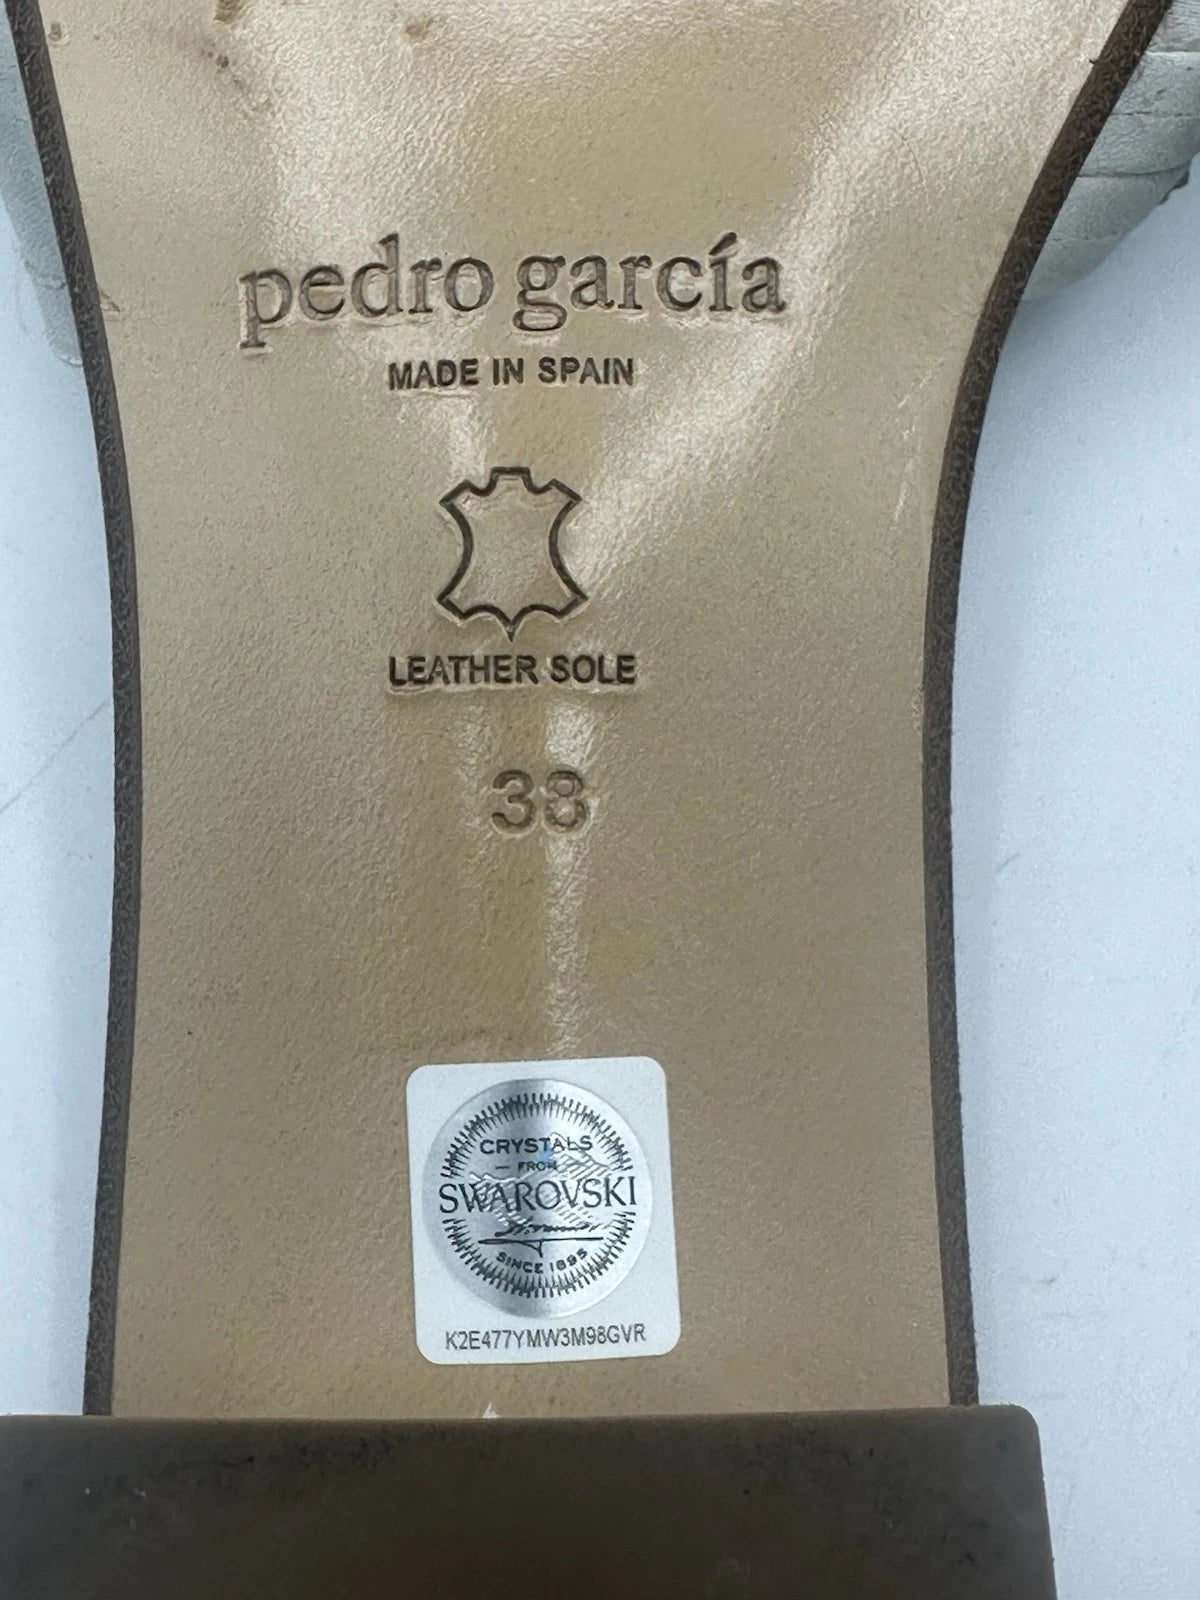 pedro garcía
MADE IN SPAIN
LEATHER SOLE
38
CRYSTALS
— FROM —
SWAROVSKI
SINCE 1895
K2E477YMW3M98GVR